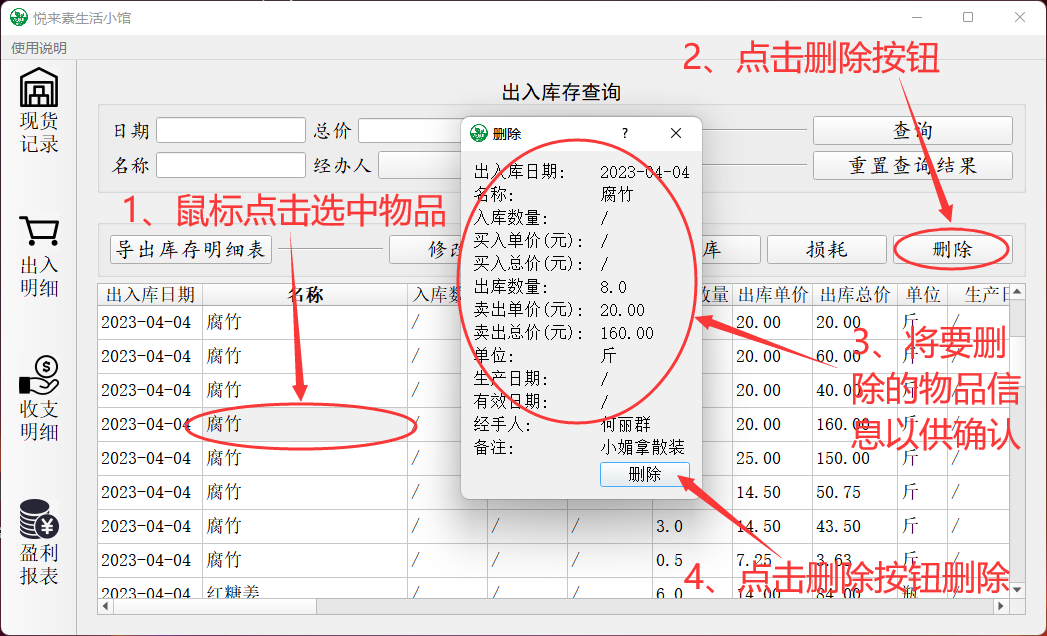 悦来素生活小馆
使用说明
2、点击删除按钮
现货
记录
出入
明细
收支
明细
盈利
报表
出入库存查询
日期
总价
查询
名称
经办人
重置查询结果
1、鼠标点击选中物品
导出库存明细表
库
损耗
删除
删除
?
出入库日期: 2023-04-04
名称: 腐竹
入库数量: /
买入单价(元): /
买入总价(元): /
出库数量: 8.0
卖出单价(元): 20.00
卖出总价(元): 160.00
单位: 斤
生产日期: /
有效日期: /
经手人: 何丽群
备注: 小媚拿散装
删除
出入库日期 名称 入库数 数量 出库单价 出库总价 单位 生产日
2023-04-04 腐竹 / 20.00 20.00 斤 /
2023-04-04 腐竹 / 20.00 60.00 斤 /
2023-04-04 腐竹 / 20.00 40.00 斤
2023-04-04 腐竹 / 20.00 160.00 斤 /
2023-04-04 腐竹 / 25.00 150.00 斤 /
2023-04-04 腐竹 / 14.50 50.75 斤 /
2023-04-04 腐竹 / / / 3.0 14.50 43.50 斤 /
2023-04-04 腐竹 / / / 0.5 7.25 3.63 斤 /
2023-04-04 红糖姜 / / / 6.0 14.00 84.00 瓶 /
3、将要删
除的物品信
息以供确认
4、点击删除按钮删除